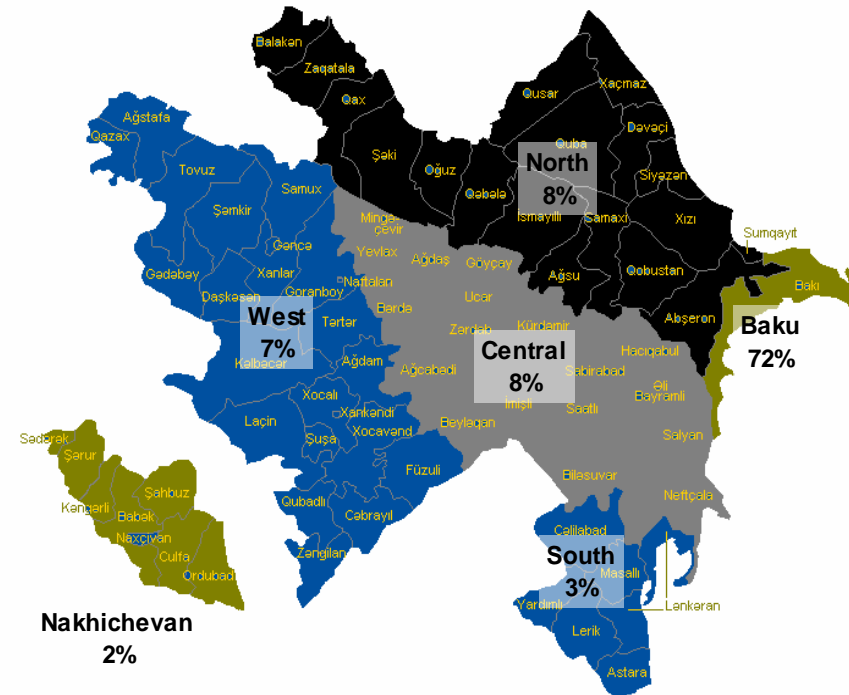 Balakən
Zaqatala
Qax
Şəki
Oğuz
Qəbələ
Qusar
Xaçmaz
Quba
Dəvəçi
Siyəzən
North
8%
İsmayıllı
Samaxı
Xızı
Ağsu
Qobustan
Abşeron
Sumqayıt
Bakı
Baku
72%
Ağstafa
Qazax
Tovuz
Samux
Şəmkir
Gəncə
Gədəbəy
Xanlar
Daşkəsən
Goranboy
Naftalan
West
7%
Tərtər
Kəlbəcər
Ağdam
Xocalı
Laçın
Xankəndi
Şuşa
Xocavənd
Füzuli
Qubadlı
Cəbrayıl
Zəngilan
Mingə-
çevir
Yevlax
Ağdaş
Göyçay
Ucar
Bərdə
Zərdab
Kürdəmir
Central
8%
Hacıqabul
Ağcabədi
Sabirabad
Əli
Bayramli
İmişli
Saatlı
Beyləqan
Salyan
Biləsuvar
Neftçala
Cəlilabad
South
3%
Masallı
Yardımlı
Lənkəran
Lerik
Astara
Sədərək
Şərur
Şahbuz
Kəngərli
Babək
Naxçıvan
Culfa
Ordubad
Nakhichevan
2%